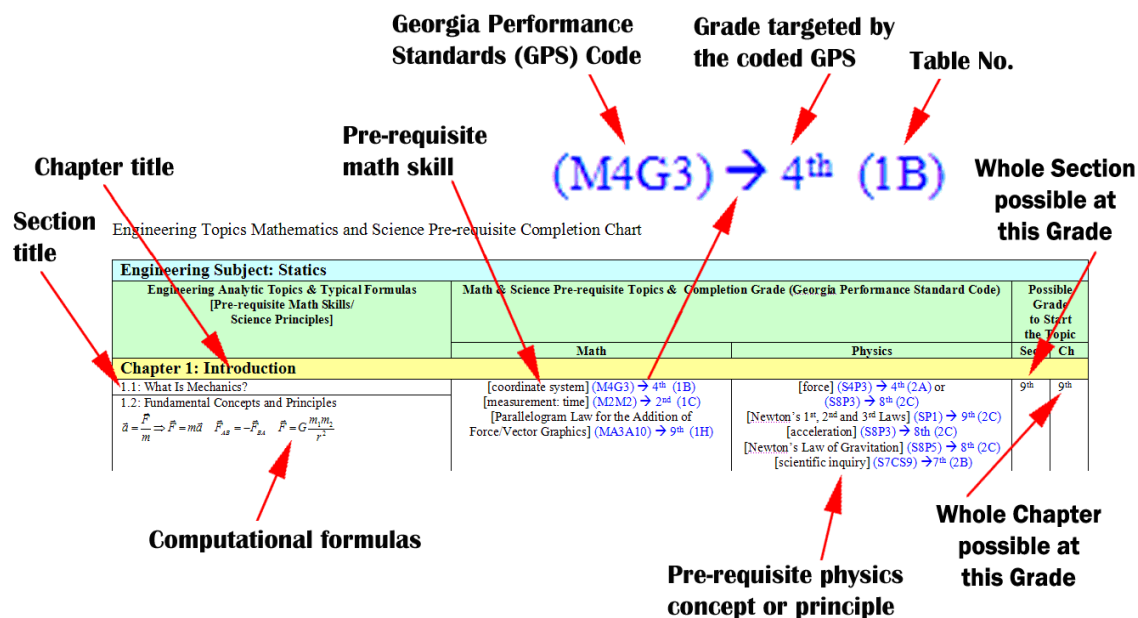 Georgia Performance
Standards (GPS) Code
Grade targeted by
the coded GPS
Table No.
Pre-requisite
math skill
Chapter title
(M4G3) → 4th (1B)
Whole Section
possible at
this Grade
Section
title
Engineering Topics Mathematics and Science Pre-requisite Completion Chart
Engineering Subject: Statics
Engineering Analytic Topics & Typical Formulas
[Pre-requisite Math Skills/
Science Principles]
Math & Science Pre-requisite Topics & Completion Grade (Georgia Performance Standard Code)
Possible
Grade
to Start
the Topic
Math
Physics
Sec
Ch
Chapter 1: Introduction
1.1: What Is Mechanics?
1.2: Fundamental Concepts and Principles
a⃗ = F⃗/m ⇒ F⃗ = ma⃗ F⃗_AB = −F⃗_BA F⃗ = G m₁m₂/r²
[coordinate system] (M4G3) → 4th (1B)
[measurement: time] (M2M2) → 2nd (1C)
[Parallelogram Law for the Addition of
Force/Vector Graphics] (MA3A10) → 9th (1H)
[force] (S4P3) → 4th (2A) or
(S8P3) → 8th (2C)
[Newton's 1st, 2nd and 3rd Laws] (SP1) → 9th (2C)
[acceleration] (S8P3) → 8th (2C)
[Newton's Law of Gravitation] (S8P5) → 8th (2C)
[scientific inquiry] (S7CS9) →7th (2B)
9th
9th
Computational formulas
Pre-requisite physics
concept or principle
Whole Chapter
possible at
this Grade